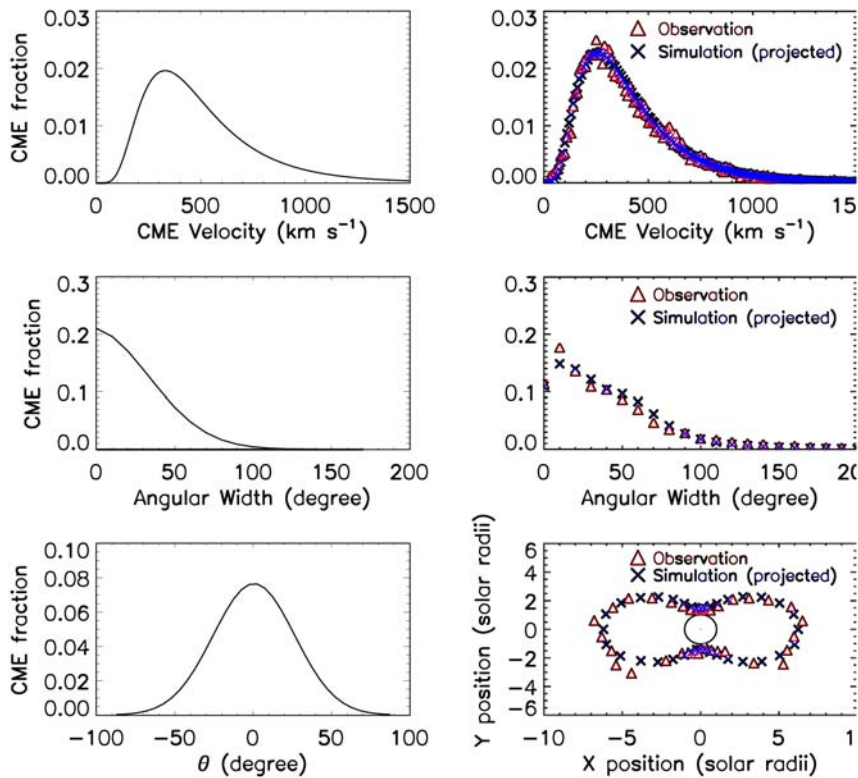 CME fraction
0.03
0.02
0.01
0.00
0 500 1000 1500
CME Velocity (km s⁻¹)
0.03
0.02
0.01
0.00
△ Observation
× Simulation (projected)
0 500 1000 150
CME Velocity (km s⁻¹)
CME fraction
0.3
0.2
0.1
0.0
0 50 100 150 200
Angular Width (degree)
0.3
0.2
0.1
0.0
△ Observation
× Simulation (projected)
0 50 100 150 20
Angular Width (degree)
CME fraction
0.10
0.08
0.06
0.04
0.02
0.00
−100 −50 0 50 100
θ (degree)
Y position (solar radii)
6
4
2
0
−2
−4
−6
△ Observation
× Simulation (projected)
−10 −5 0 5 1
X position (solar radii)